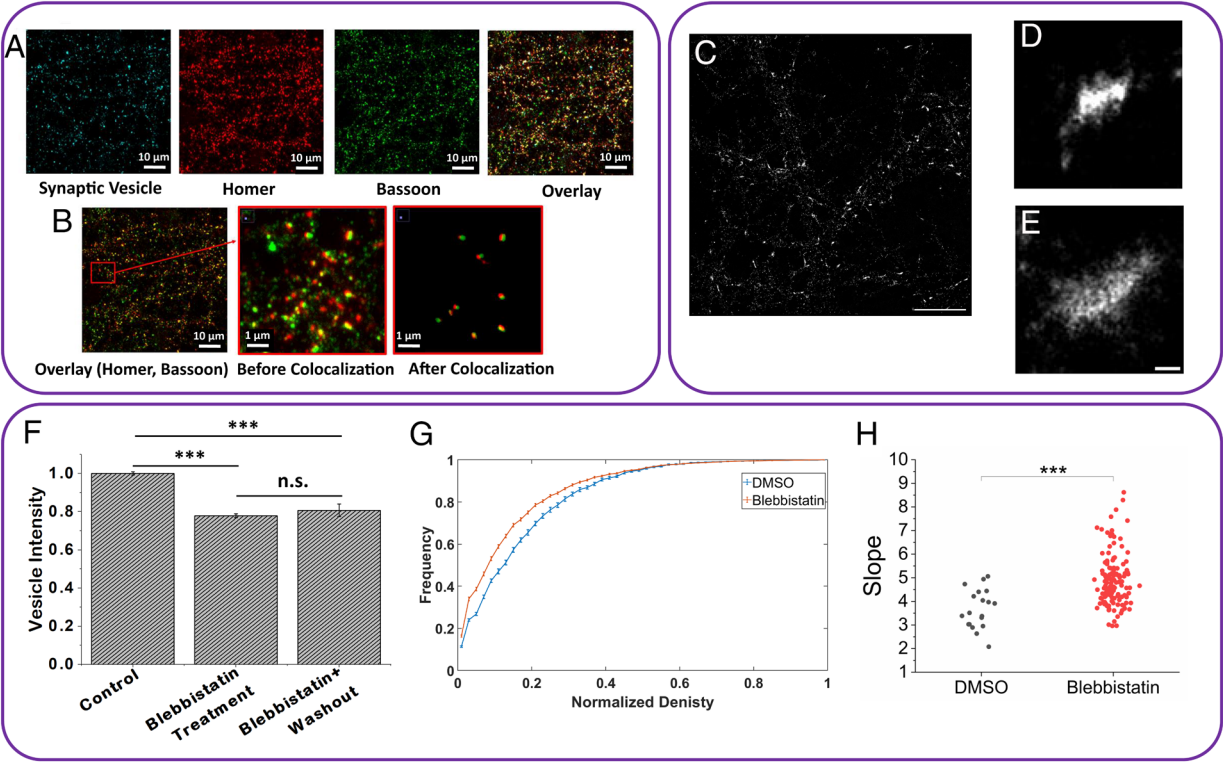 A
10 µm
10 µm
10 µm
10 µm
Synaptic Vesicle
Homer
Bassoon
Overlay
B
10 µm
1 µm
1 µm
Overlay (Homer, Bassoon)
Before Colocalization
After Colocalization
C
D
E
F
***
***
n.s.
Vesicle Intensity
1.0
0.8
0.6
0.4
0.2
0.0
Control
Blebbistatin
Treatment
Blebbistatin+
Washout
G
Frequency
1
0.8
0.6
0.4
0.2
0
DMSO
Blebbistatin
0
0.2
0.4
0.6
0.8
1
Normalized Denisty
H
***
Slope
10
9
8
7
6
5
4
3
2
1
DMSO
Blebbistatin